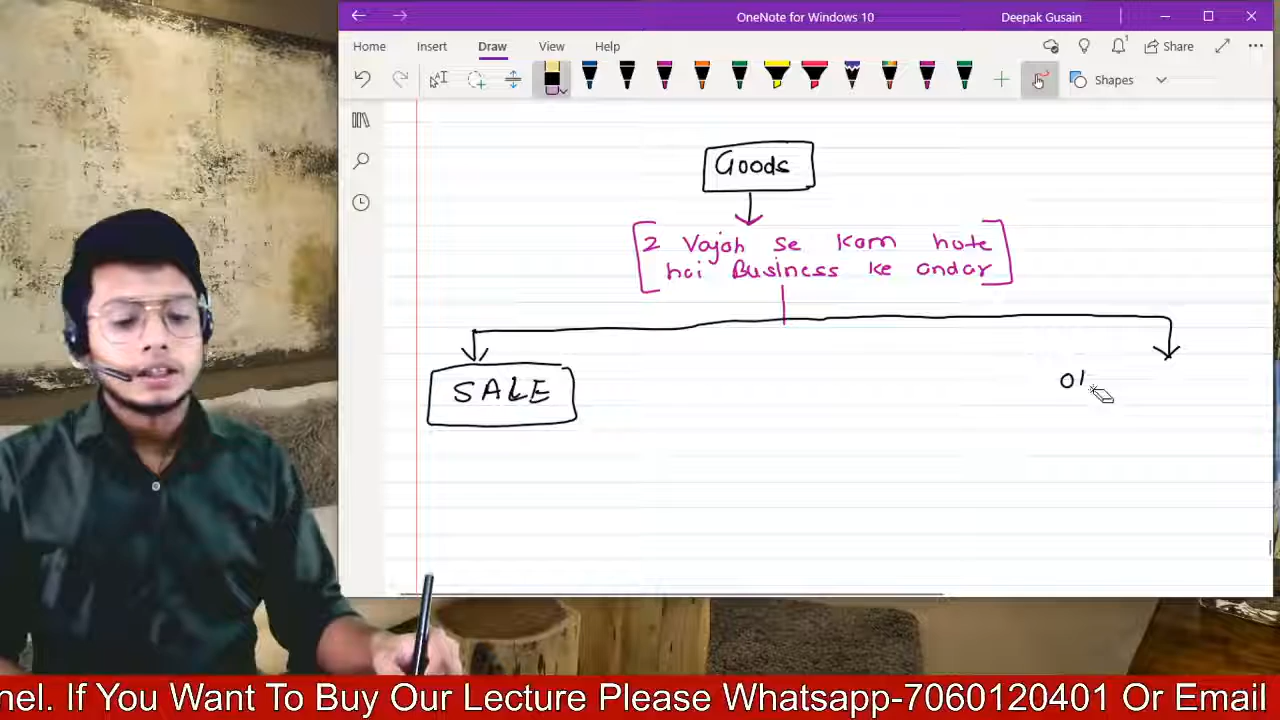 OneNote for Windows 10
Deepak Gusain
Home Insert Draw View Help
Share
Shapes
Goods
2 Vajah se Kam hote
hai Business ke andar
SALE
nel. If You Want To Buy Our Lecture Please Whatsapp-7060120401 Or Email